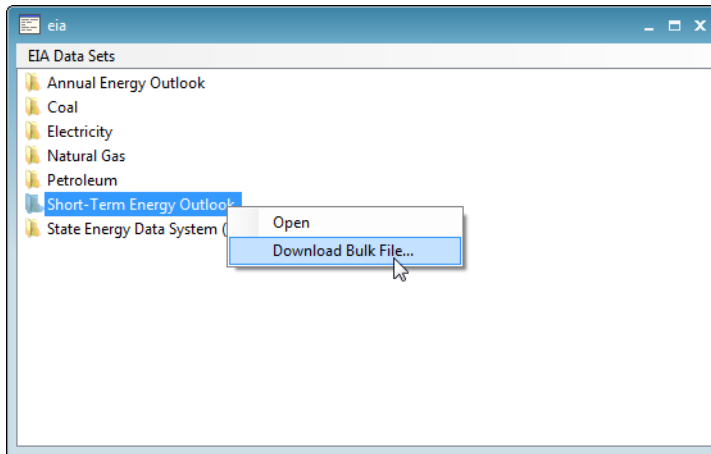 eia
EIA Data Sets
Annual Energy Outlook
Coal
Electricity
Natural Gas
Petroleum
Short-Term Energy Outlook
State Energy Data System (
Open
Download Bulk File...